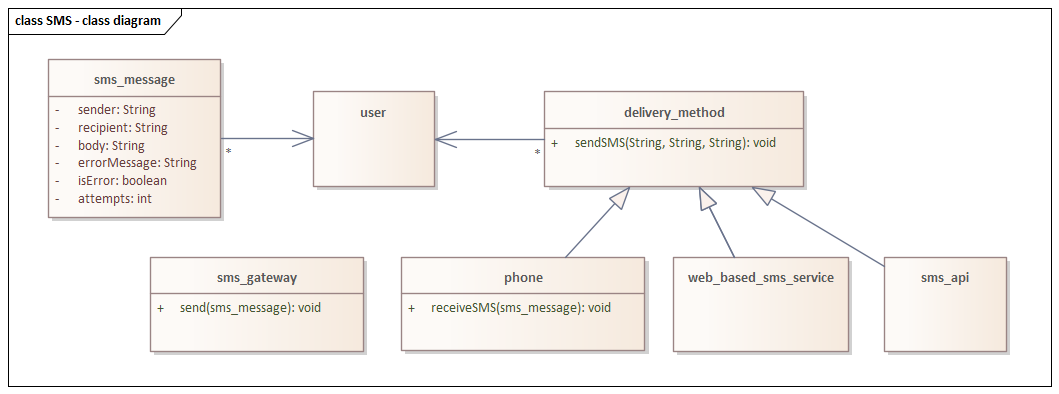 class SMS - class diagram
sms_message
- sender: String
- recipient: String
- body: String
- errorMessage: String
- isError: boolean
- attempts: int
*
user
delivery_method
+ sendSMS(String, String, String): void
*
sms_gateway
+ send(sms_message): void
phone
+ receiveSMS(sms_message): void
web_based_sms_service
sms_api